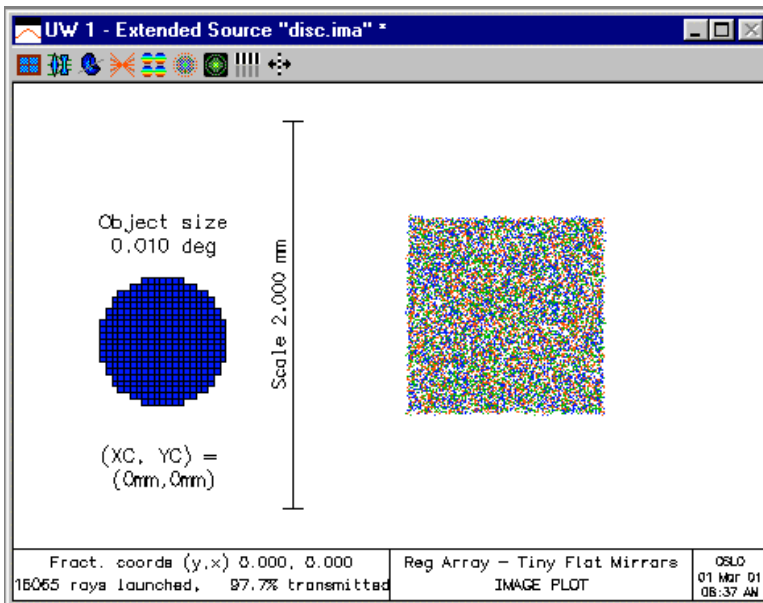 UW 1 - Extended Source "disc.ima" *
Object size
0.010 deg
Scale 2.000 mm
(XC, YC) =
(0mm,0mm)
Fract. coords (y,x) 0.000, 0.000
16065 rays launched, 97.7% transmitted
Reg Array - Tiny Flat Mirrors
IMAGE PLOT
OSLO
01 Mar 01
06:37 AM